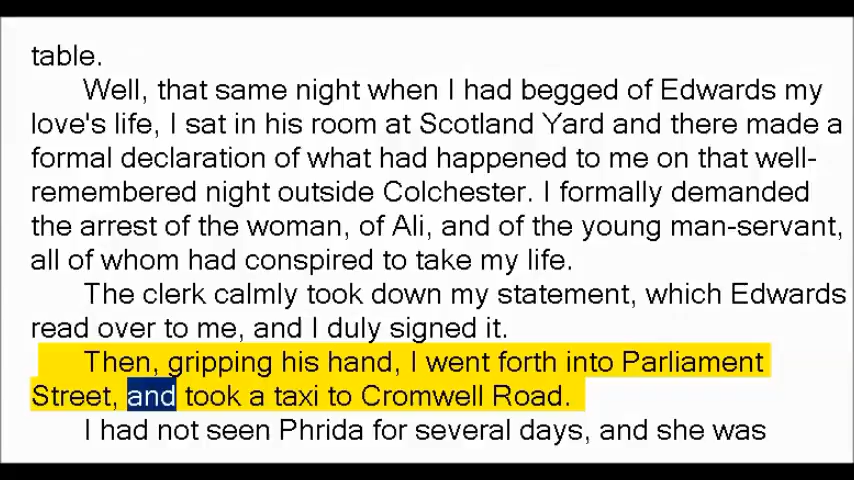 table.
Well, that same night when I had begged of Edwards my
love's life, I sat in his room at Scotland Yard and there made a
formal declaration of what had happened to me on that well-
remembered night outside Colchester. I formally demanded
the arrest of the woman, of Ali, and of the young man-servant,
all of whom had conspired to take my life.
The clerk calmly took down my statement, which Edwards
read over to me, and I duly signed it.
Then, gripping his hand, I went forth into Parliament
Street, and took a taxi to Cromwell Road.
I had not seen Phrida for several days, and she was